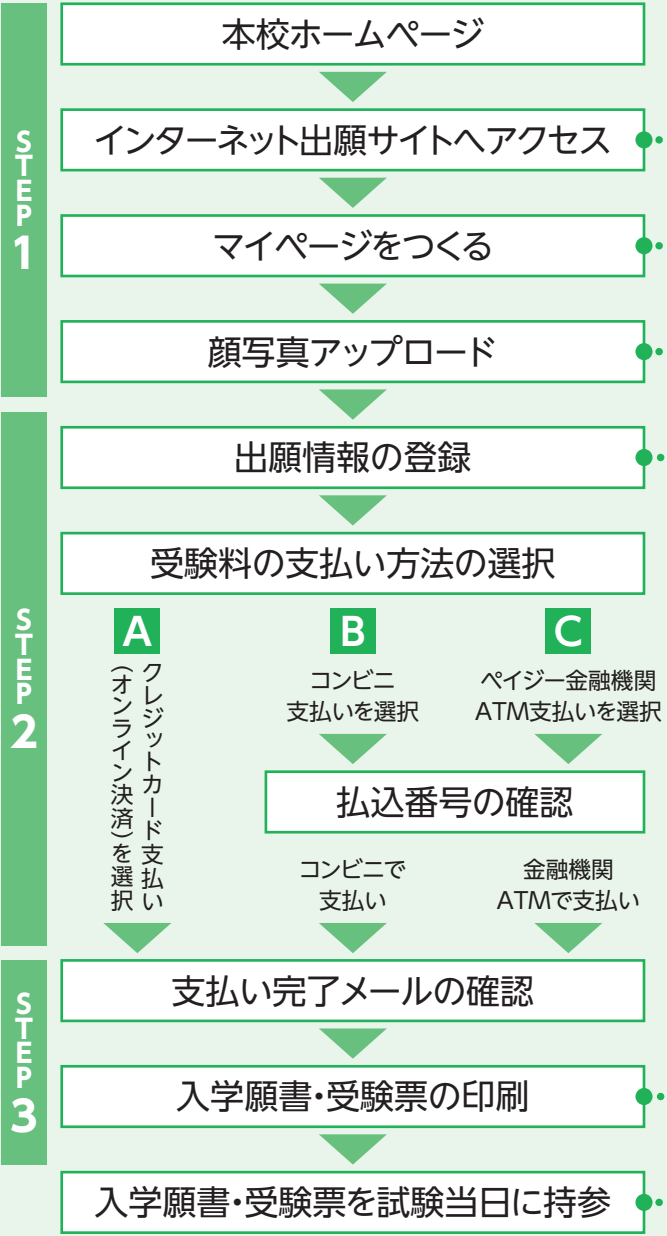 STEP1
本校ホームページ
インターネット出願サイトへアクセス
マイページをつくる
顔写真アップロード
STEP2
出願情報の登録
受験料の支払い方法の選択
A
クレジットカード支払い
(オンライン決済)を選択
B
コンビニ
支払いを選択
C
ペイジー金融機関
ATM支払いを選択
払込番号の確認
コンビニで
支払い
金融機関
ATMで支払い
STEP3
支払い完了メールの確認
入学願書・受験票の印刷
入学願書・受験票を試験当日に持参